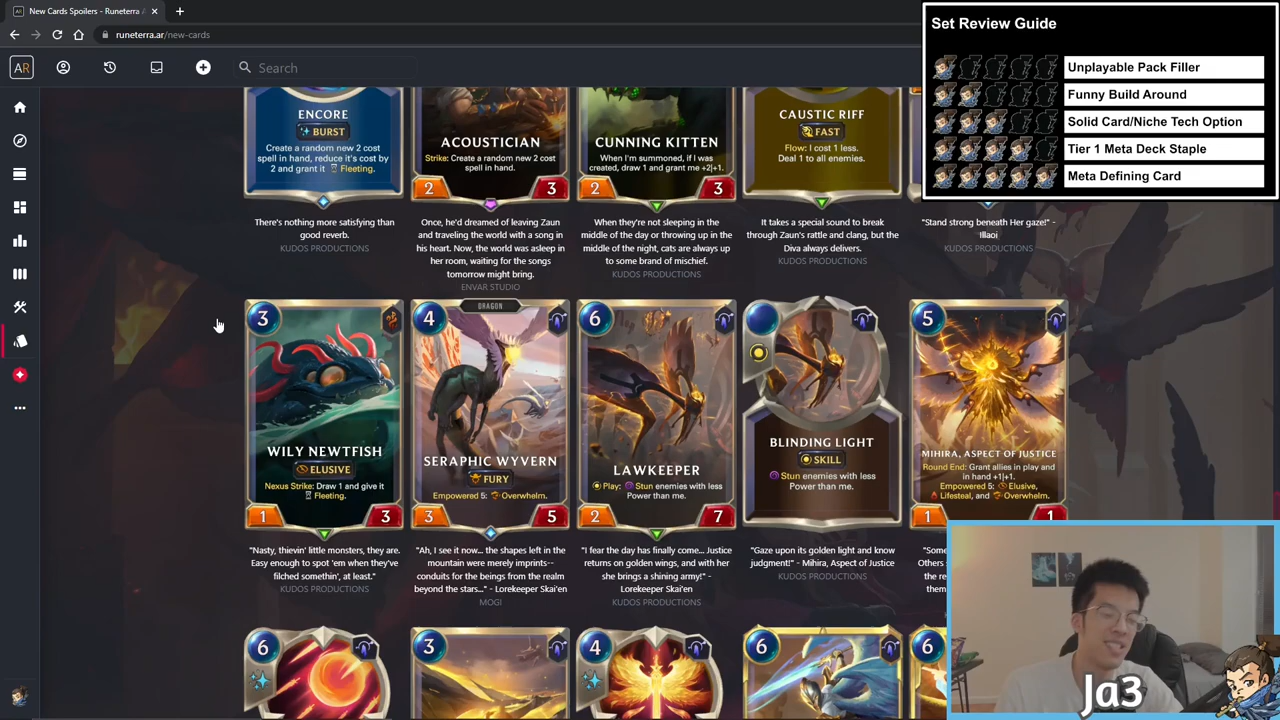 New Cards Spoilers - Runeterra - A
runeterra.ar/new-cards
AR
Search
Set Review Guide
Unplayable Pack Filler
Funny Build Around
Solid Card/Niche Tech Option
Tier 1 Meta Deck Staple
Meta Defining Card
ENCORE
BURST
Create a random new 2 cost
spell in hand, reduce it's cost by
2 and grant it Fleeting.
There's nothing more satisfying than
good reverb.
KUDOS PRODUCTIONS
ACOUSTICIAN
Strike: Create a random new 2 cost
spell in hand.
2
3
Once, he'd dreamed of leaving Zaun
and traveling the world with a song in
his heart. Now, the world was asleep in
her room, waiting for the songs
tomorrow might bring.
ENVAR STUDIO
CUNNING KITTEN
When I'm summoned, if I was
created, draw 1 and grant me +2|+1.
2
3
When they're not sleeping in the
middle of the day or throwing up in the
middle of the night, cats are always up
to some brand of mischief.
KUDOS PRODUCTIONS
CAUSTIC RIFF
FAST
Flow: I cost 1 less.
Deal 1 to all enemies.
It takes a special sound to break
through Zaun's rattle and clang, but the
Diva always delivers.
KUDOS PRODUCTIONS
"Stand strong beneath Her gaze!" -
Illaoi
KUDOS PRODUCTIONS
3
WILY NEWTFISH
ELUSIVE
Nexus Strike: Draw 1 and give it
Fleeting.
3
"Nasty, thievin' little monsters, they are.
Easy enough to spot 'em when they've
filched somethin', at least."
KUDOS PRODUCTIONS
DRAGON
4
SERAPHIC WYVERN
FURY
Empowered 5: Overwhelm.
3
5
"Ah, I see it now... the shapes left in the
mountain were merely imprints--
conduits for the beings from the realm
beyond the stars..." - Lorekeeper Skai'en
MOGI
6
LAWKEEPER
Play: Stun enemies with less
Power than me.
2
7
"I fear the day has finally come... Justice
returns on golden wings, and with her
she brings a shining army!" -
Lorekeeper Skai'en
KUDOS PRODUCTIONS
BLINDING LIGHT
SKILL
Stun enemies with less
Power than me.
"Gaze upon its golden light and know
judgment!" - Mihira, Aspect of Justice
KUDOS PRODUCTIONS
5
MIHIRA, ASPECT OF JUSTICE
Round End: Grant allies in play and
in hand +1|+1.
Empowered 5: Elusive,
Lifesteal, and Overwhelm.
1
1
"Some
Others
the re
them
6
3
4
6
6
Ja3